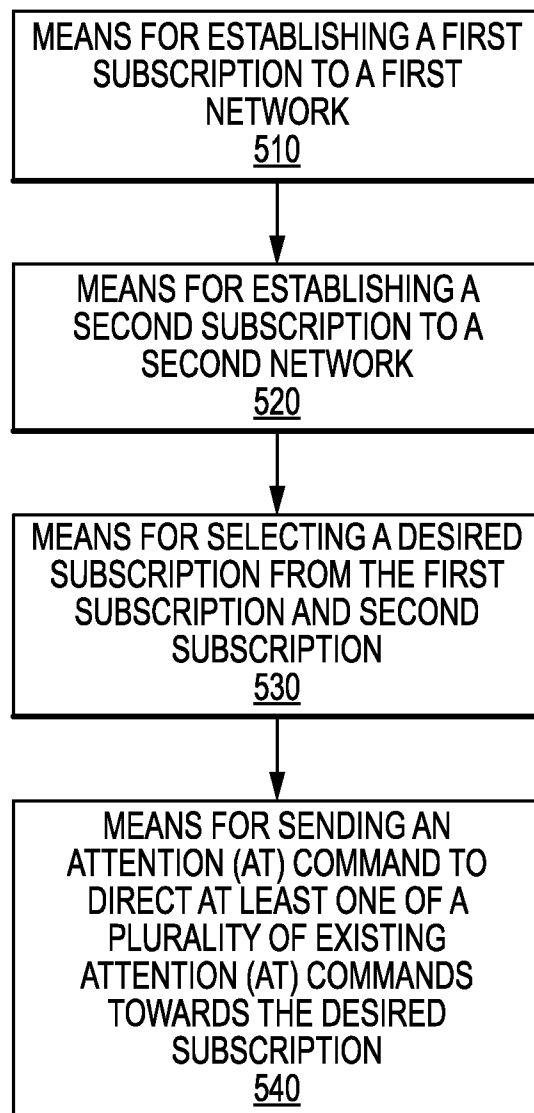 MEANS FOR ESTABLISHING A FIRST
SUBSCRIPTION TO A FIRST
NETWORK
510
MEANS FOR ESTABLISHING A
SECOND SUBSCRIPTION TO A
SECOND NETWORK
520
MEANS FOR SELECTING A DESIRED
SUBSCRIPTION FROM THE FIRST
SUBSCRIPTION AND SECOND
SUBSCRIPTION
530
MEANS FOR SENDING AN
ATTENTION (AT) COMMAND TO
DIRECT AT LEAST ONE OF A
PLURALITY OF EXISTING
ATTENTION (AT) COMMANDS
TOWARDS THE DESIRED
SUBSCRIPTION
540